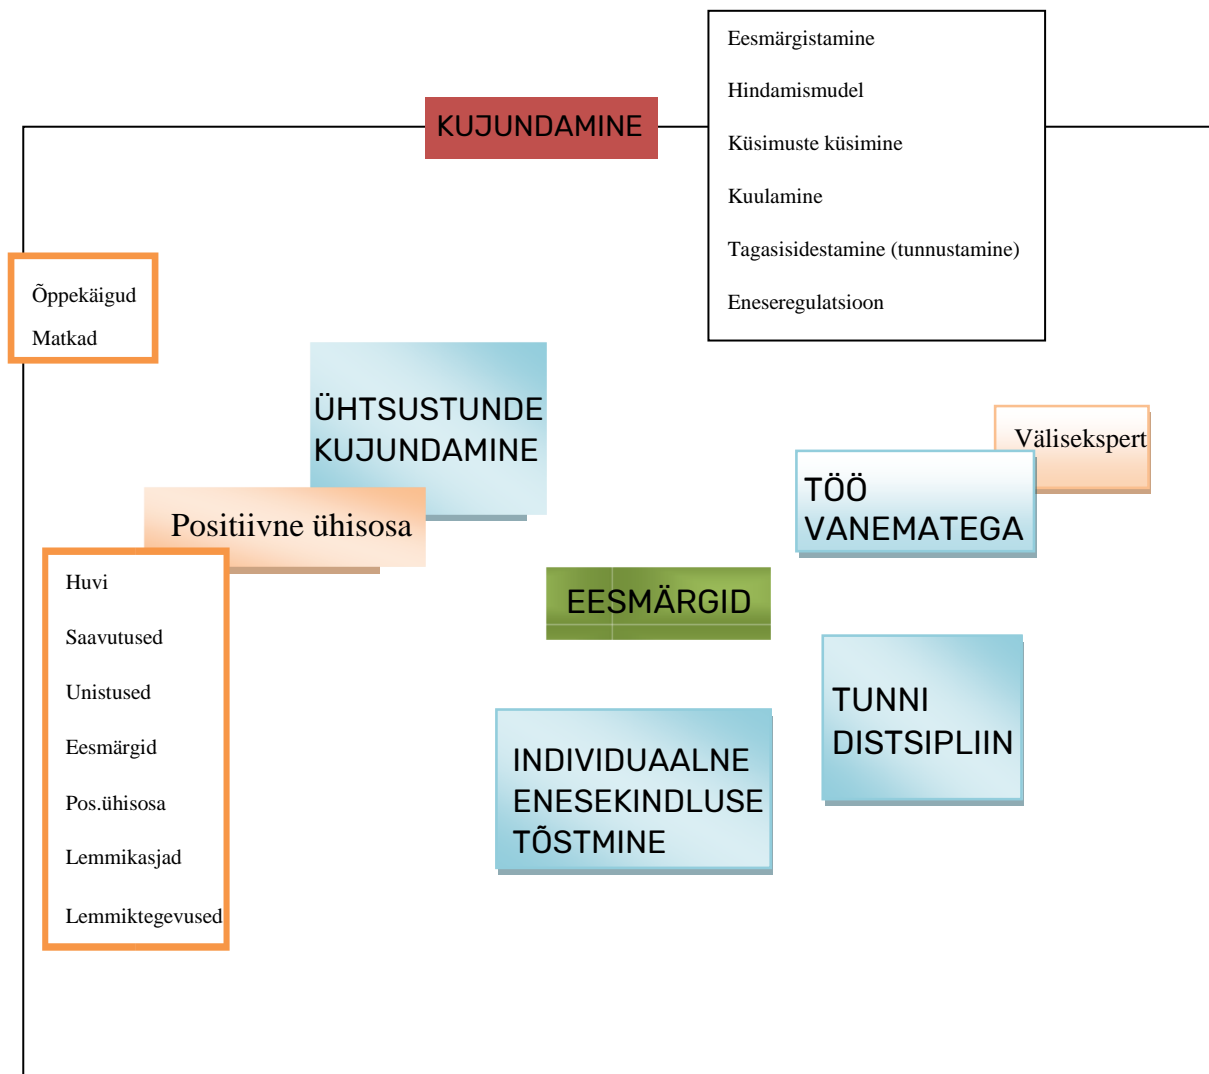 KUJUNDAMINE
Eesmärgistamine
Hindamismudel
Küsimuste küsimine
Kuulamine
Tagasisidestamine (tunnustamine)
Eneseregulatsioon
Õppekäigud
Matkad
ÜHTSUSTUNDE
KUJUNDAMINE
Positiivne ühisosa
Huvi
Saavutused
Unistused
Eesmärgid
Pos.ühisosa
Lemmikasjad
Lemmiktegevused
Välisekspert
TÖÖ
VANEMATEGA
EESMÄRGID
TUNNI
DISTSIPLIIN
INDIVIDUAALNE
ENESEKINDLUSE
TÕSTMINE